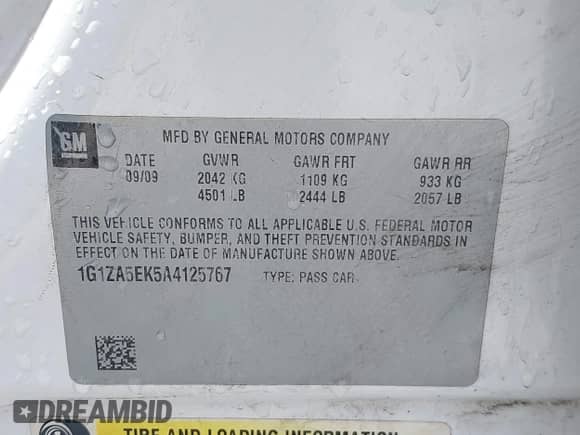 GM
MFD BY GENERAL MOTORS COMPANY
DATE GVWR GAWR FRT GAWR RR
09/09 2042 KG 1109 KG 933 KG
4501 LB 2444 LB 2057 LB
THIS VEHICLE CONFORMS TO ALL APPLICABLE U.S. FEDERAL MOTOR
VEHICLE SAFETY, BUMPER, AND THEFT PREVENTION STANDARDS IN
EFFECT ON THE DATE OF MANUFACTURE SHOWN ABOVE.
1G1ZA5EK5A4125767 TYPE: PASS CAR
TIRE AND LOADING INFORMATION
DREAMBID